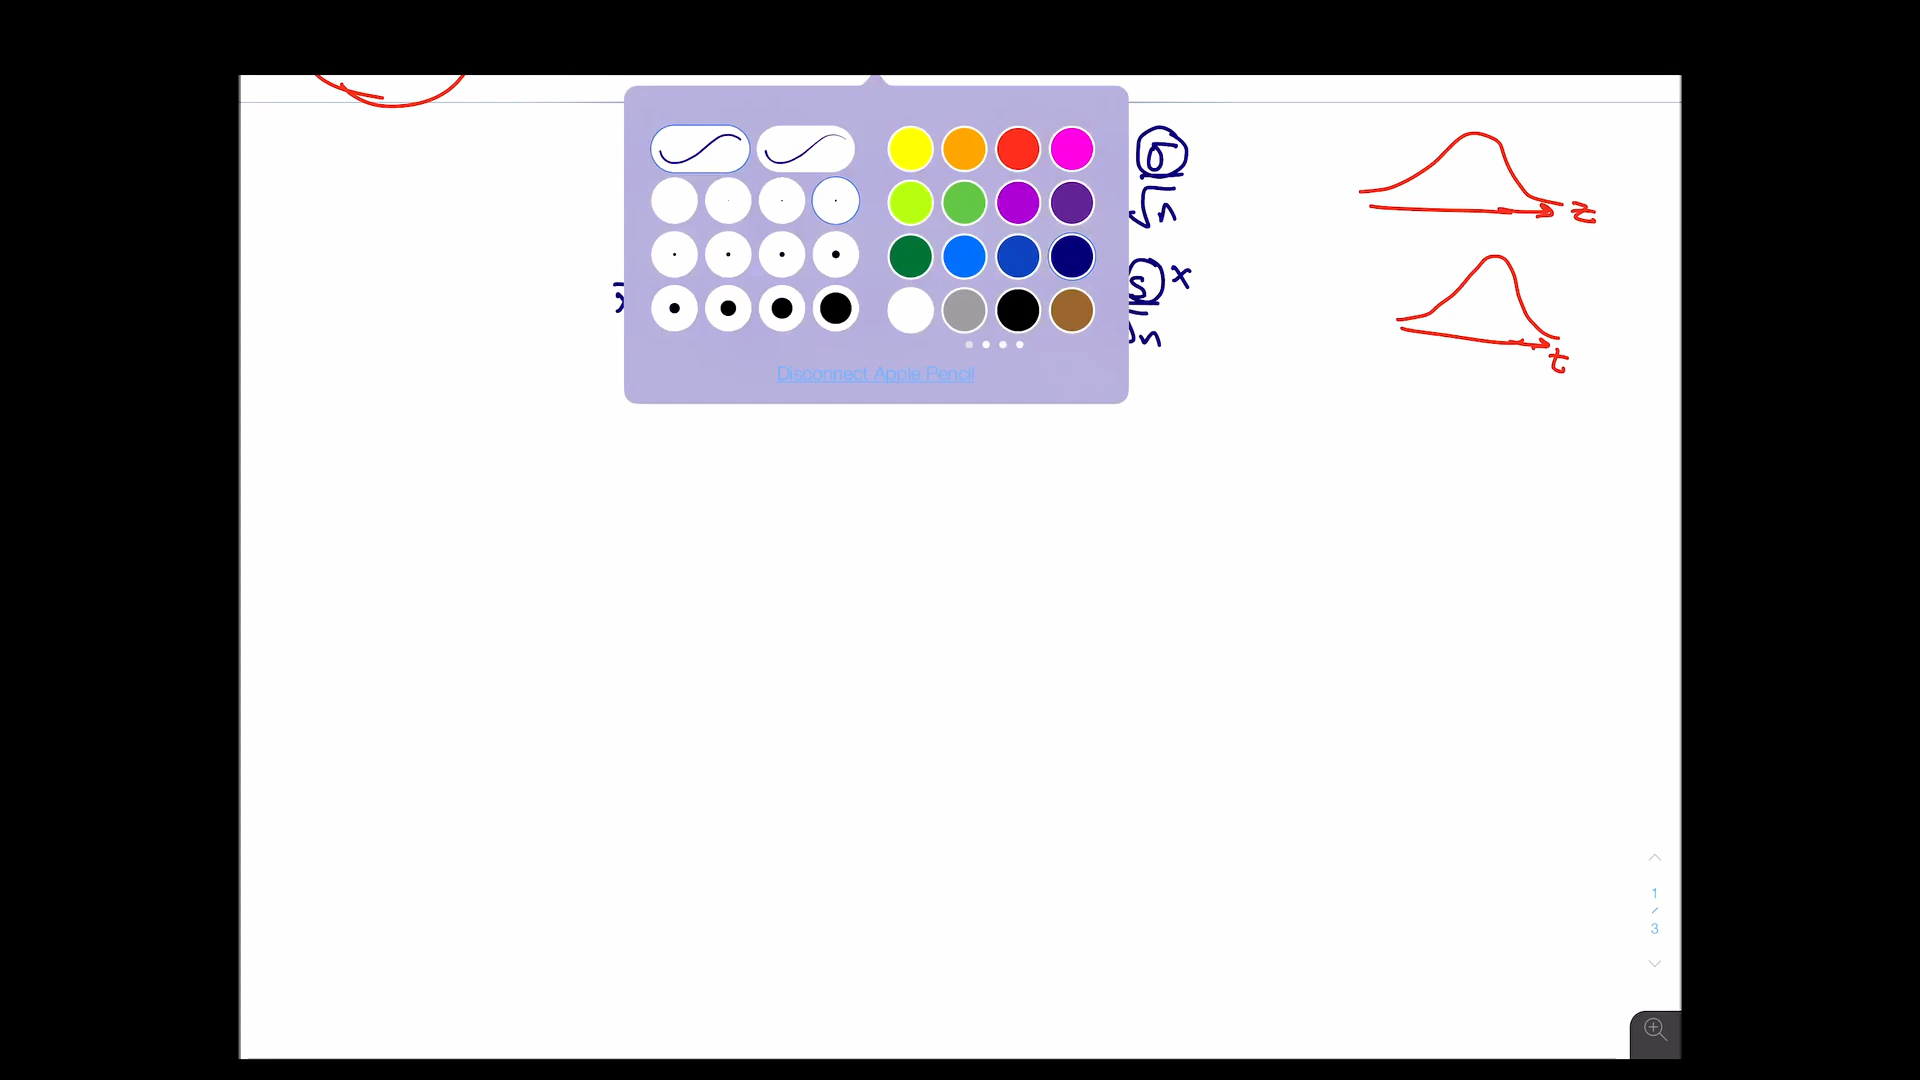 σ
√n
z
x̄
s x
√n
t
Disconnect Apple Pencil
1
/
3